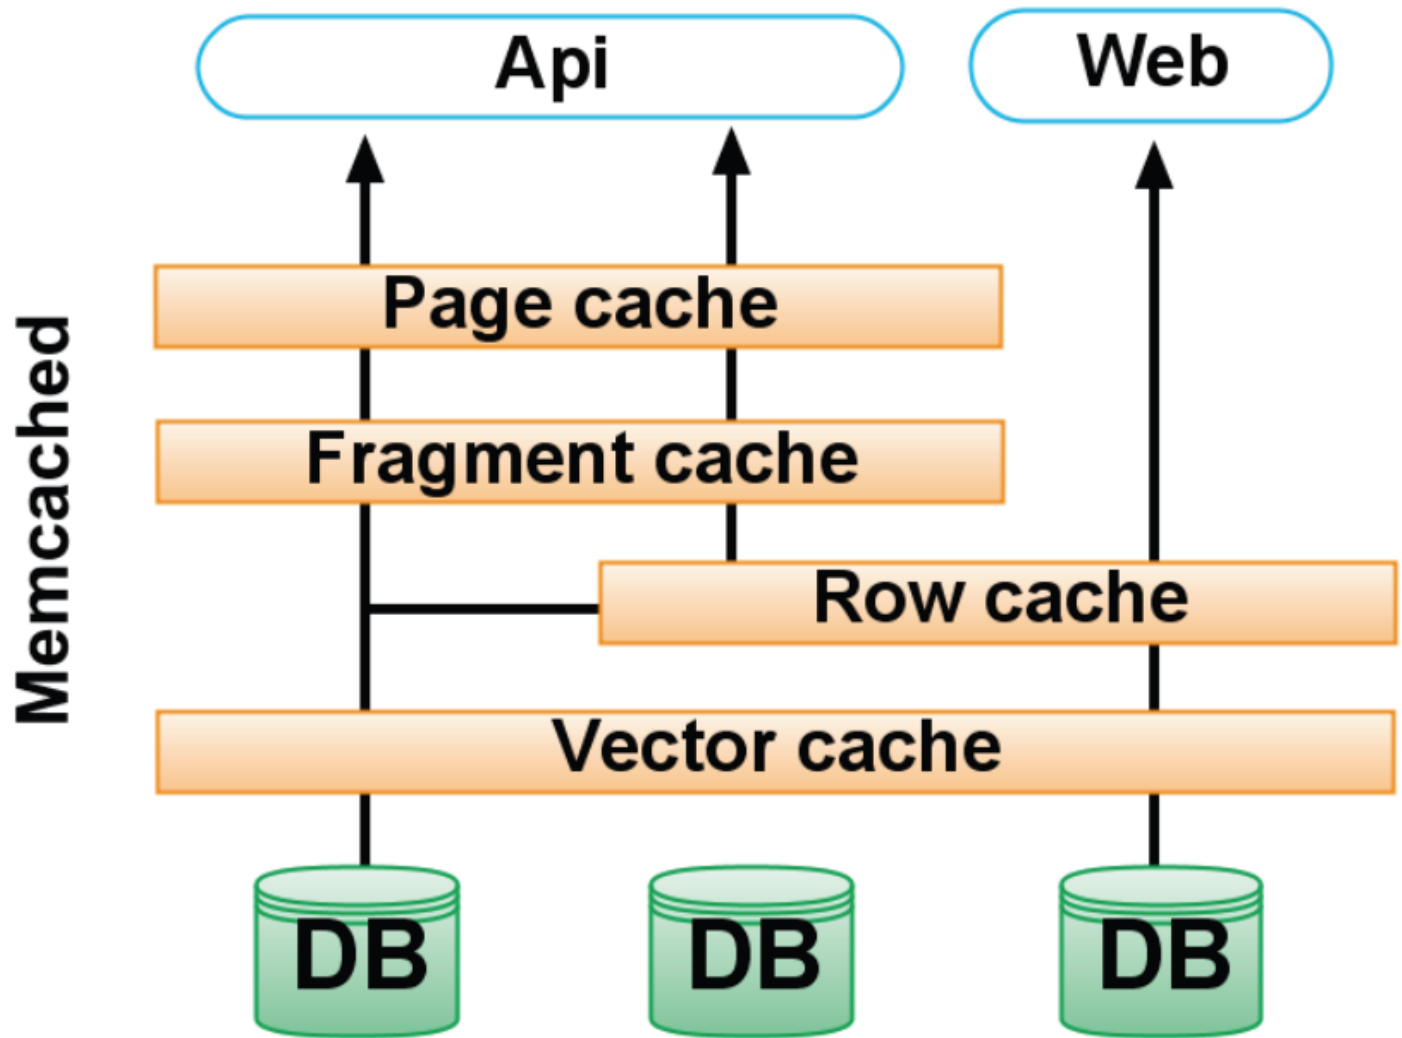 Api
Web
Memcached
Page cache
Fragment cache
Row cache
Vector cache
DB
DB
DB